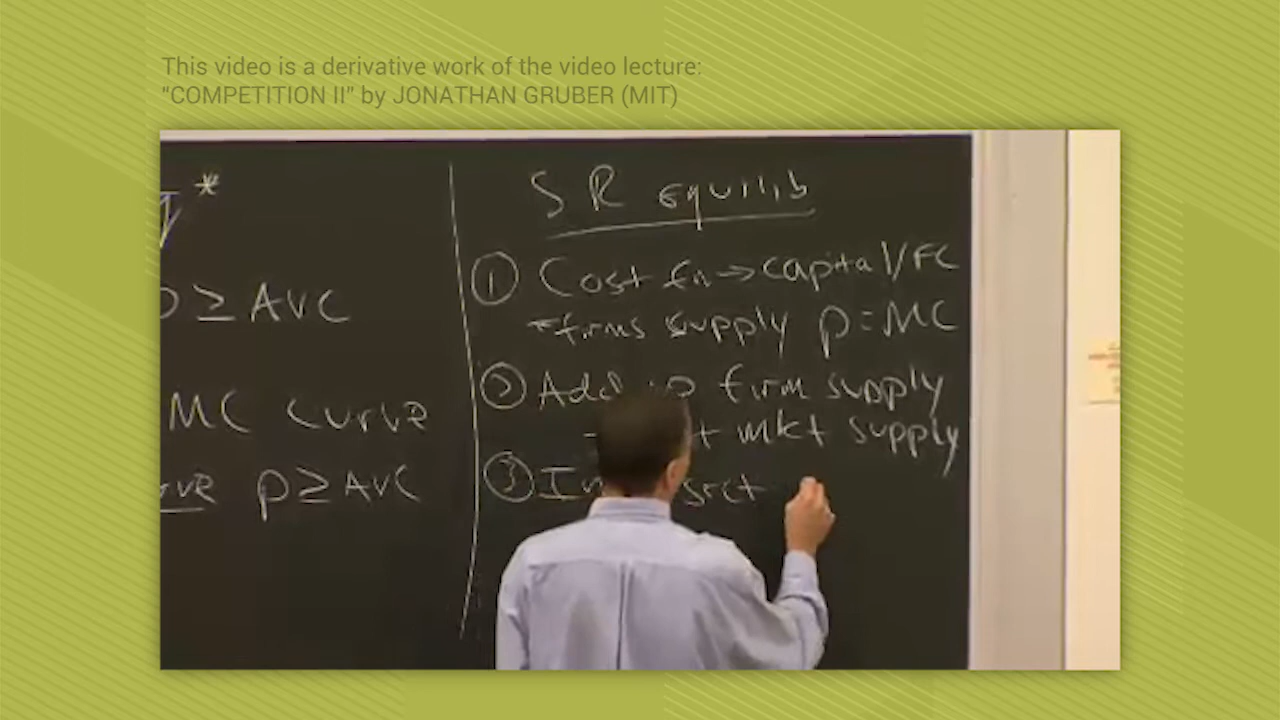 This video is a derivative work of the video lecture:
“COMPETITION II” by JONATHAN GRUBER (MIT)
SR equilib
① Cost fn → capital/FC
firms supply p = MC
② Add firm supply
mkt supply
③
≥ AVC
MC curve
p ≥ AVC